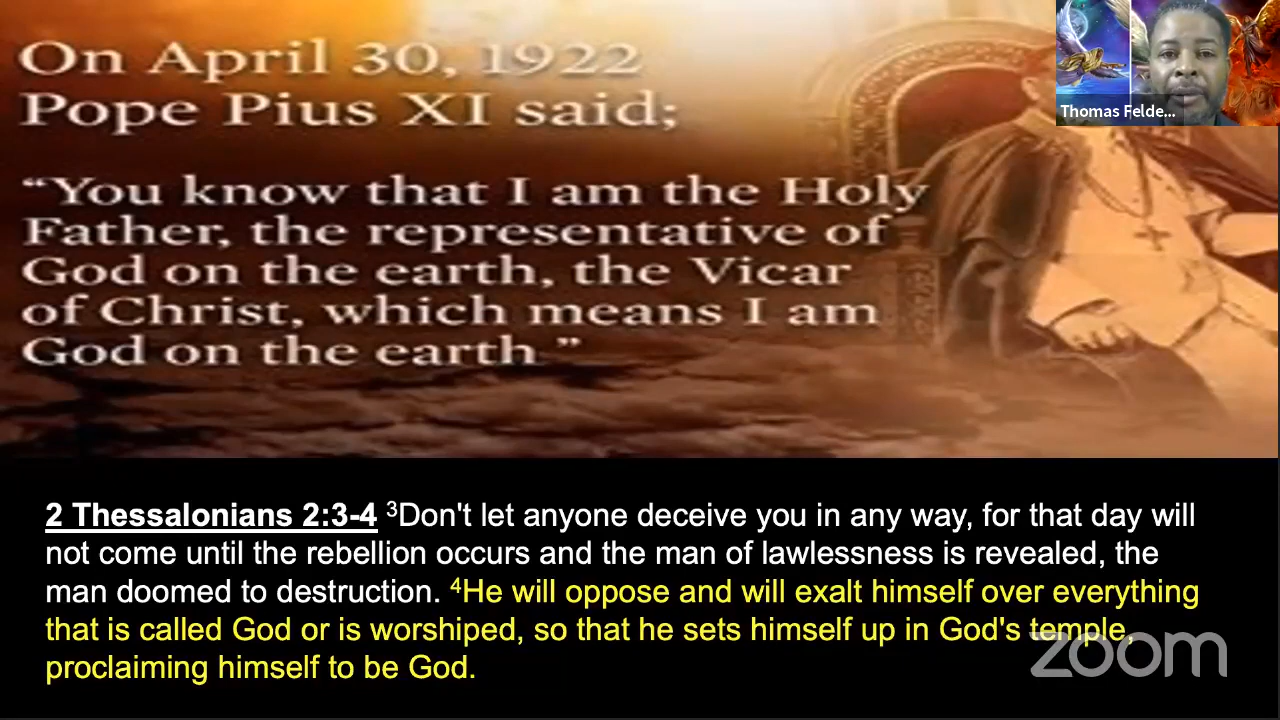 On April 30, 1922
Pope Pius XI said;
“You know that I am the Holy
Father, the representative of
God on the earth, the Vicar
of Christ, which means I am
God on the earth ”
Thomas Felde...
2 Thessalonians 2:3-4 3Don't let anyone deceive you in any way, for that day will
not come until the rebellion occurs and the man of lawlessness is revealed, the
man doomed to destruction. 4He will oppose and will exalt himself over everything
that is called God or is worshiped, so that he sets himself up in God's temple,
proclaiming himself to be God.
zoom